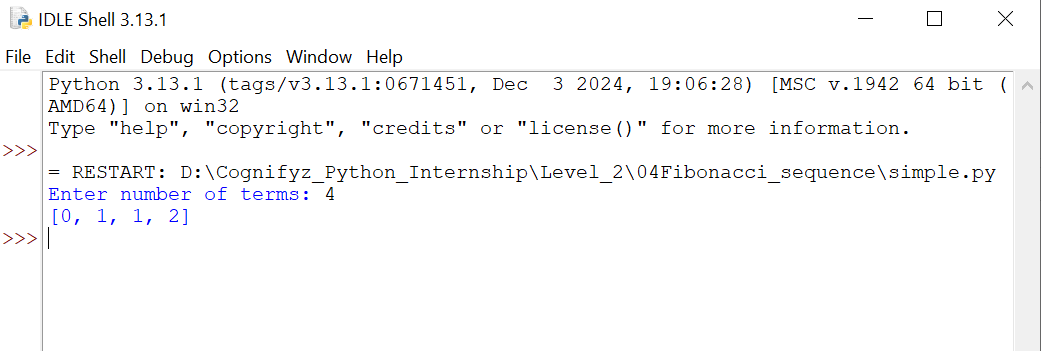 IDLE Shell 3.13.1
File Edit Shell Debug Options Window Help
Python 3.13.1 (tags/v3.13.1:0671451, Dec  3 2024, 19:06:28) [MSC v.1942 64 bit (
AMD64)] on win32
Type "help", "copyright", "credits" or "license()" for more information.
>>>
= RESTART: D:\Cognifyz_Python_Internship\Level_2\04Fibonacci_sequence\simple.py
Enter number of terms: 4
[0, 1, 1, 2]
>>>